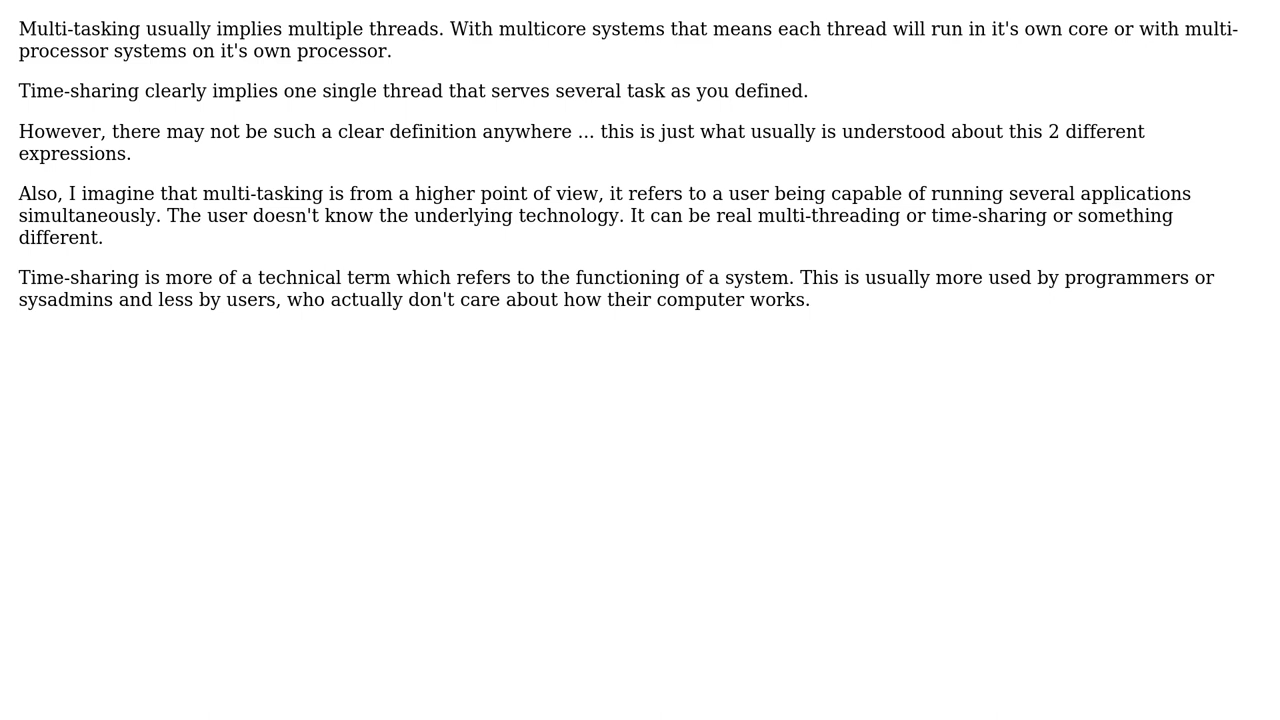 Multi-tasking usually implies multiple threads. With multicore systems that means each thread will run in it's own core or with multi-
processor systems on it's own processor.
Time-sharing clearly implies one single thread that serves several task as you defined.
However, there may not be such a clear definition anywhere ... this is just what usually is understood about this 2 different
expressions.
Also, I imagine that multi-tasking is from a higher point of view, it refers to a user being capable of running several applications
simultaneously. The user doesn't know the underlying technology. It can be real multi-threading or time-sharing or something
different.
Time-sharing is more of a technical term which refers to the functioning of a system. This is usually more used by programmers or
sysadmins and less by users, who actually don't care about how their computer works.